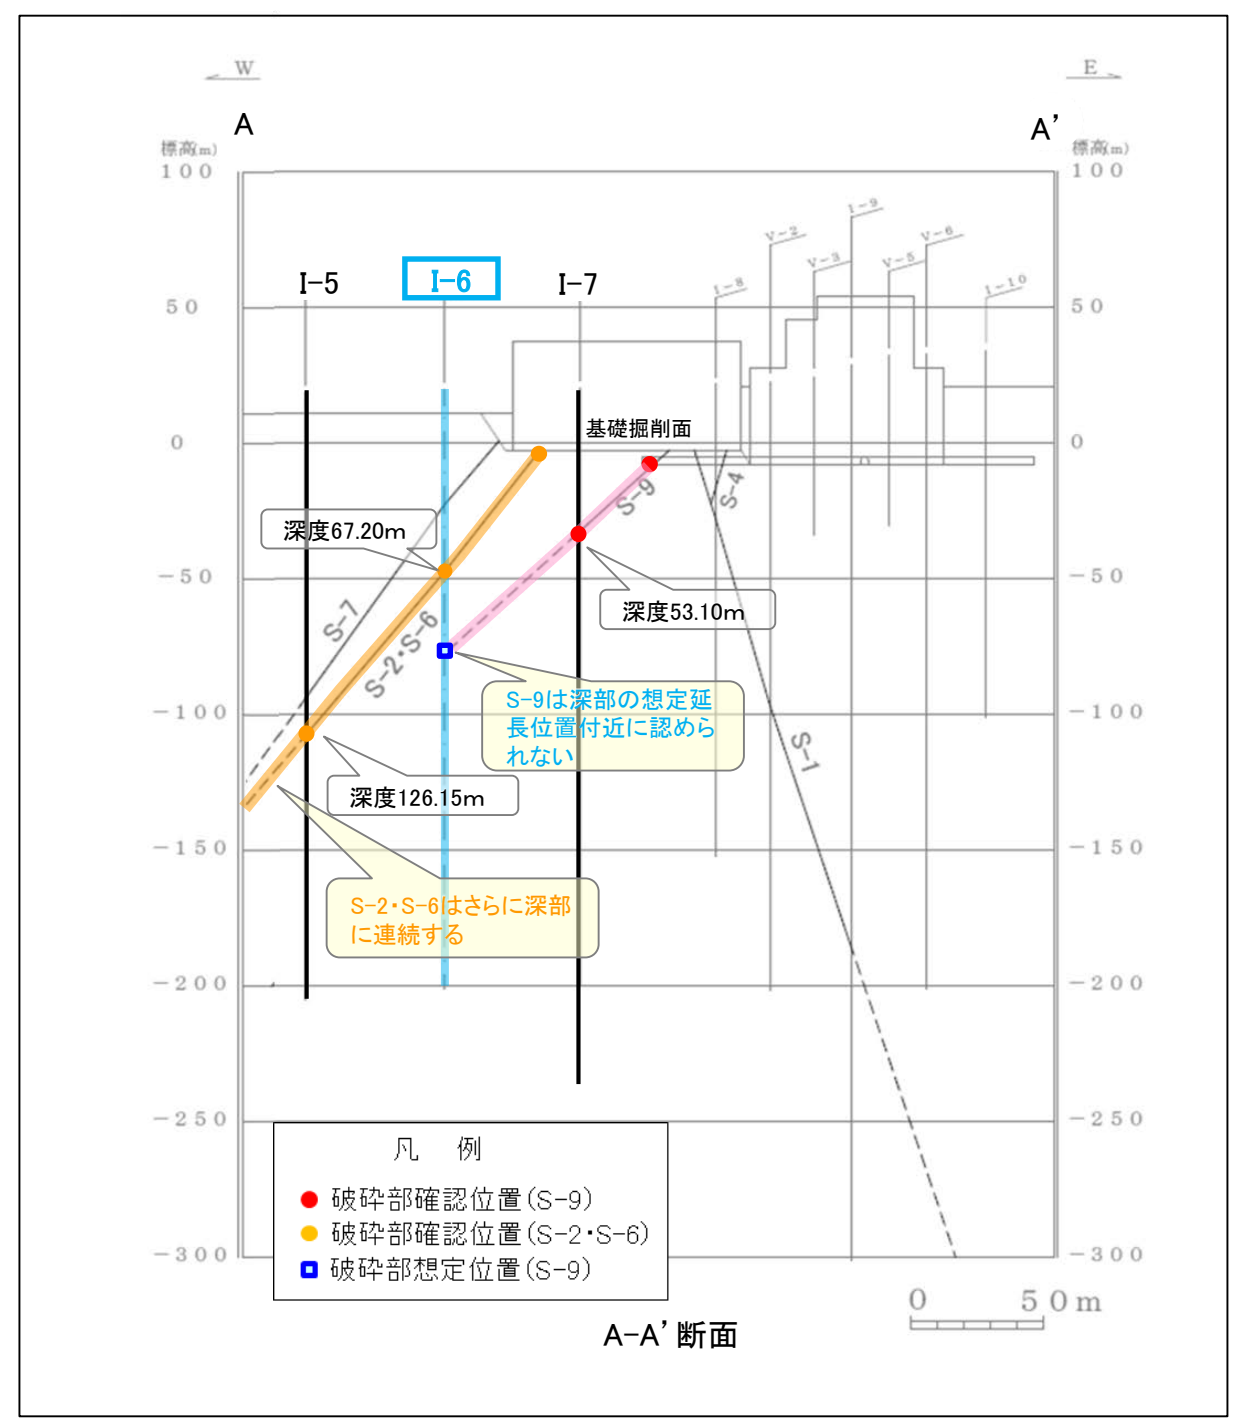 W
E
A
A’
標高(m)
標高(m)
100
100
I-9
V-2
V-6
V-3
V-5
I-5
I-6
I-7
I-8
I-10
50
50
基礎掘削面
0
0
S-9
S-4
深度67.20m
−50
−50
深度53.10m
S-7
S-2・S-6
S-9は深部の想定延
長位置付近に認めら
れない
−100
−100
S-1
深度126.15m
−150
−150
S-2・S-6はさらに深部
に連続する
−200
−200
−250
−250
凡 例
破砕部確認位置(S-9)
破砕部確認位置(S-2・S-6)
破砕部想定位置(S-9)
−300
−300
0 50m
A-A’断面